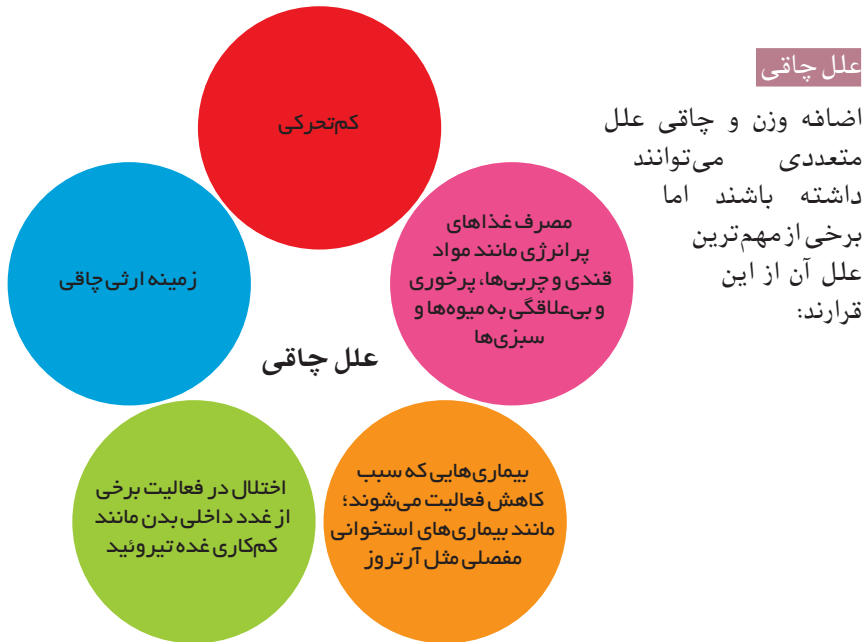 علل چاقی
اضافه وزن و چاقی علل
متعددی می‌توانند
داشته باشند اما
برخی از مهم‌ترین
علل آن از این
قرارند:
کم‌تحرکی
مصرف غذاهای
پر انرژی مانند مواد
قندی و چربی‌ها، پرخوری
و بی‌علاقگی به میوه‌ها و
سبزی‌ها
زمینه ارثی چاقی
علل چاقی
بیماری‌هایی که سبب
کاهش فعالیت می‌شوند؛
مانند بیماری‌های استخوانی
مفصلی مثل آرتروز
اختلال در فعالیت برخی
از غدد داخلی بدن مانند
کم‌کاری غده تیروئید